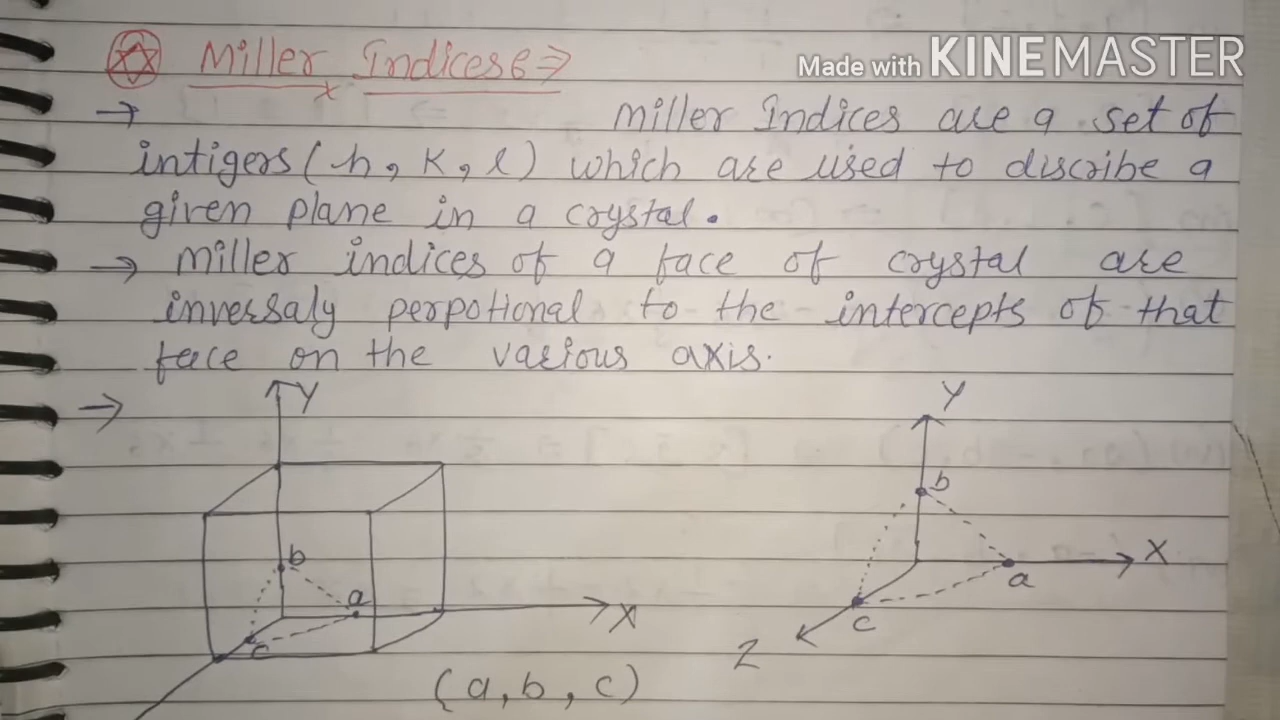 Miller Indices :⇒
Made with KINEMASTER
→ Miller Indices are a set of
intigers (h, K, l) which are used to discribe a
given plane in a crystal.
→ Miller indices of a face of crystal are
inversaly perpotional to the intercepts of that
face on the various axis.
→
Y
b
a
c
X
(a, b, c)
Y
b
X
a
c
Z